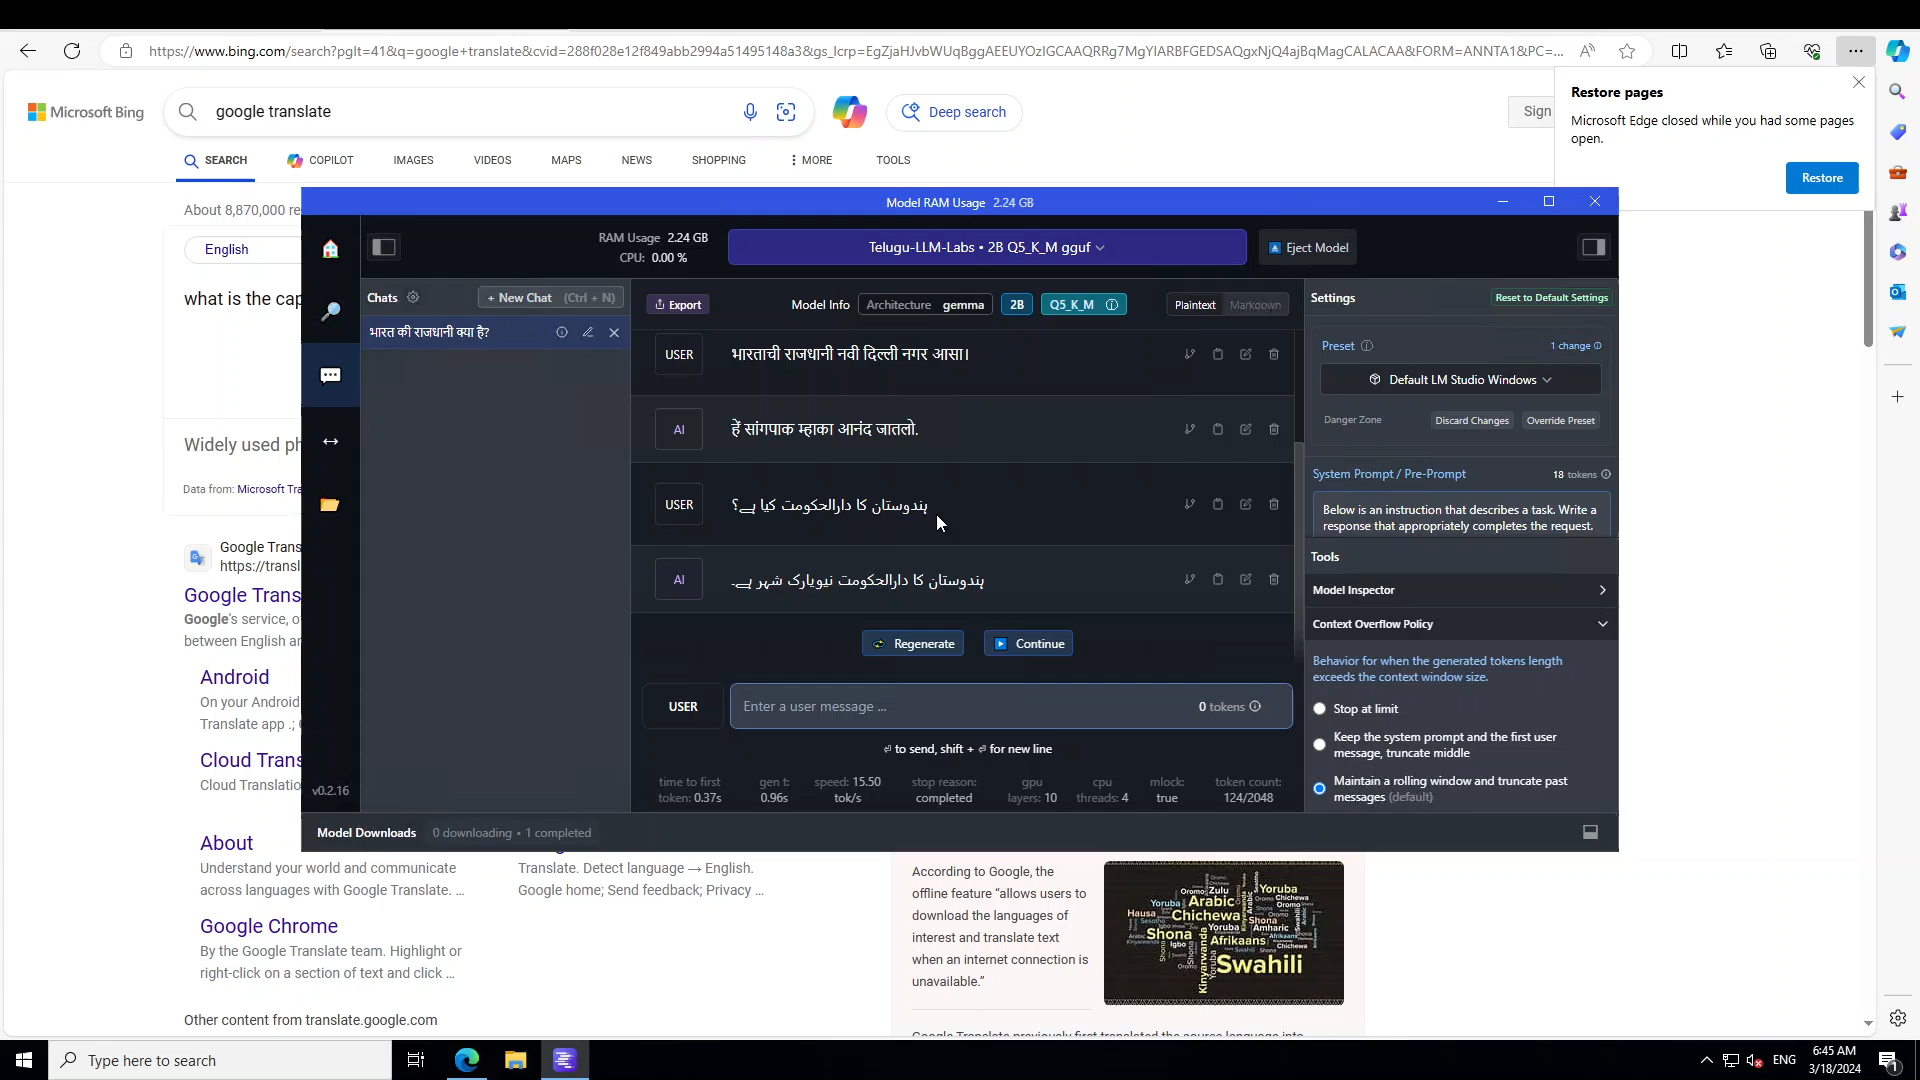 https://www.bing.com/search?pglt=41&q=google+translate&cvid=288f028e12f849abb2994a51495148a3&gs_lcrp=EgZjaHJvbWUqBggAEEUYOzIGCAAQRRg7MgYIARBFGEDSAQgxNjQ4ajBqMagCALACAA&FORM=ANNTA1&PC=...
Restore pages
Microsoft Edge closed while you had some pages
open.
Restore
Microsoft Bing
google translate
Deep search
Sign
SEARCH
COPILOT
IMAGES
VIDEOS
MAPS
NEWS
SHOPPING
MORE
TOOLS
About 8,870,000 re
English
what is the cap
Widely used ph
Data from: Microsoft Tra
Google Trans
https://transl
Google Trans
Google's service, o
between English an
Android
On your Android
Translate app .;
Cloud Trans
Cloud Translatio
About
Understand your world and communicate
across languages with Google Translate. ...
Google Chrome
By the Google Translate team. Highlight or
right-click on a section of text and click ...
Other content from translate.google.com
Translate. Detect language → English.
Google home; Send feedback; Privacy ...
According to Google, the
offline feature "allows users to
download the languages of
interest and translate text
when an internet connection is
unavailable."
Yoruba
Arabic
Chichewa
Hausa
Shona
Afrikaans
Swahili
Amharic
Kinyarwanda
Oromo
Zulu
Igbo
Model RAM Usage 2.24 GB
RAM Usage 2.24 GB
CPU: 0.00 %
Telugu-LLM-Labs • 2B Q5_K_M gguf
Eject Model
Chats
+ New Chat (Ctrl + N)
भारत की राजधानी क्या है?
v0.2.16
Export
Model Info
Architecture gemma
2B
Q5_K_M
Plaintext
Markdown
USER
भारताची राजधानी नवी दिल्ली नगर आसा।
AI
हें सांगपाक म्हाका आनंद जातलो.
USER
ہندوستان کا دارالحکومت کیا ہے؟
AI
ہندوستان کا دارالحکومت نیویارک شہر ہے۔
Regenerate
Continue
USER
Enter a user message ...
0 tokens
⏎ to send, shift + ⏎ for new line
time to first token: 0.37s
gen t: 0.96s
speed: 15.50 tok/s
stop reason: completed
gpu layers: 10
cpu threads: 4
mlock: true
token count: 124/2048
Settings
Reset to Default Settings
Preset
1 change
Default LM Studio Windows
Danger Zone
Discard Changes
Override Preset
System Prompt / Pre-Prompt
18 tokens
Below is an instruction that describes a task. Write a
response that appropriately completes the request.
Tools
Model Inspector
Context Overflow Policy
Behavior for when the generated tokens length
exceeds the context window size.
Stop at limit
Keep the system prompt and the first user
message, truncate middle
Maintain a rolling window and truncate past
messages (default)
Model Downloads 0 downloading • 1 completed
Type here to search
ENG
6:45 AM
3/18/2024
1